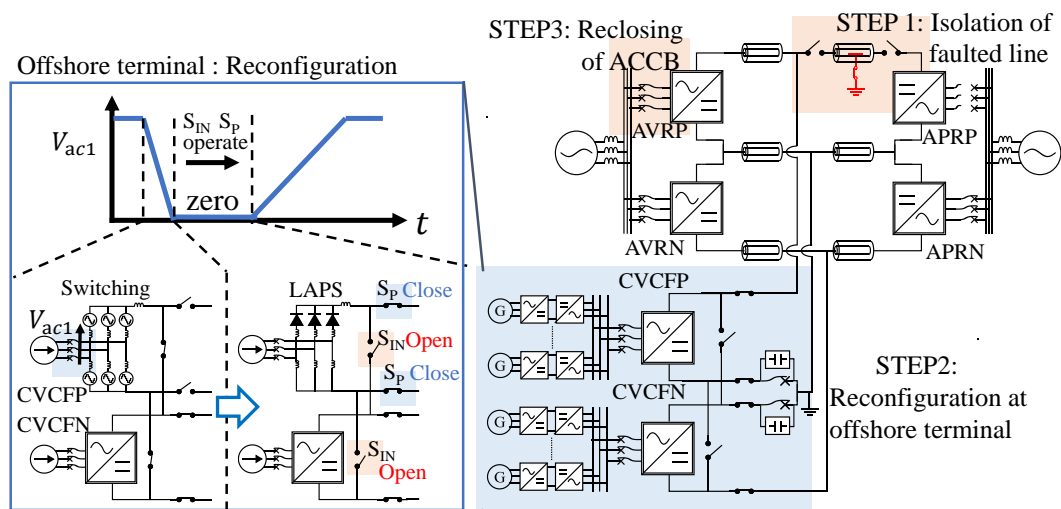 STEP3: Reclosing
of ACCB
STEP 1: Isolation of
faulted line
Offshore terminal : Reconfiguration
V_ac1
S_IN S_P
operate
zero
t
AVRP
APRP
AVRN
APRN
Switching
V_ac1
CVCFP
CVCFN
LAPS
S_P Close
S_IN Open
S_P Close
S_IN
Open
CVCFP
G
G
CVCFN
G
G
STEP2:
Reconfiguration at
offshore terminal